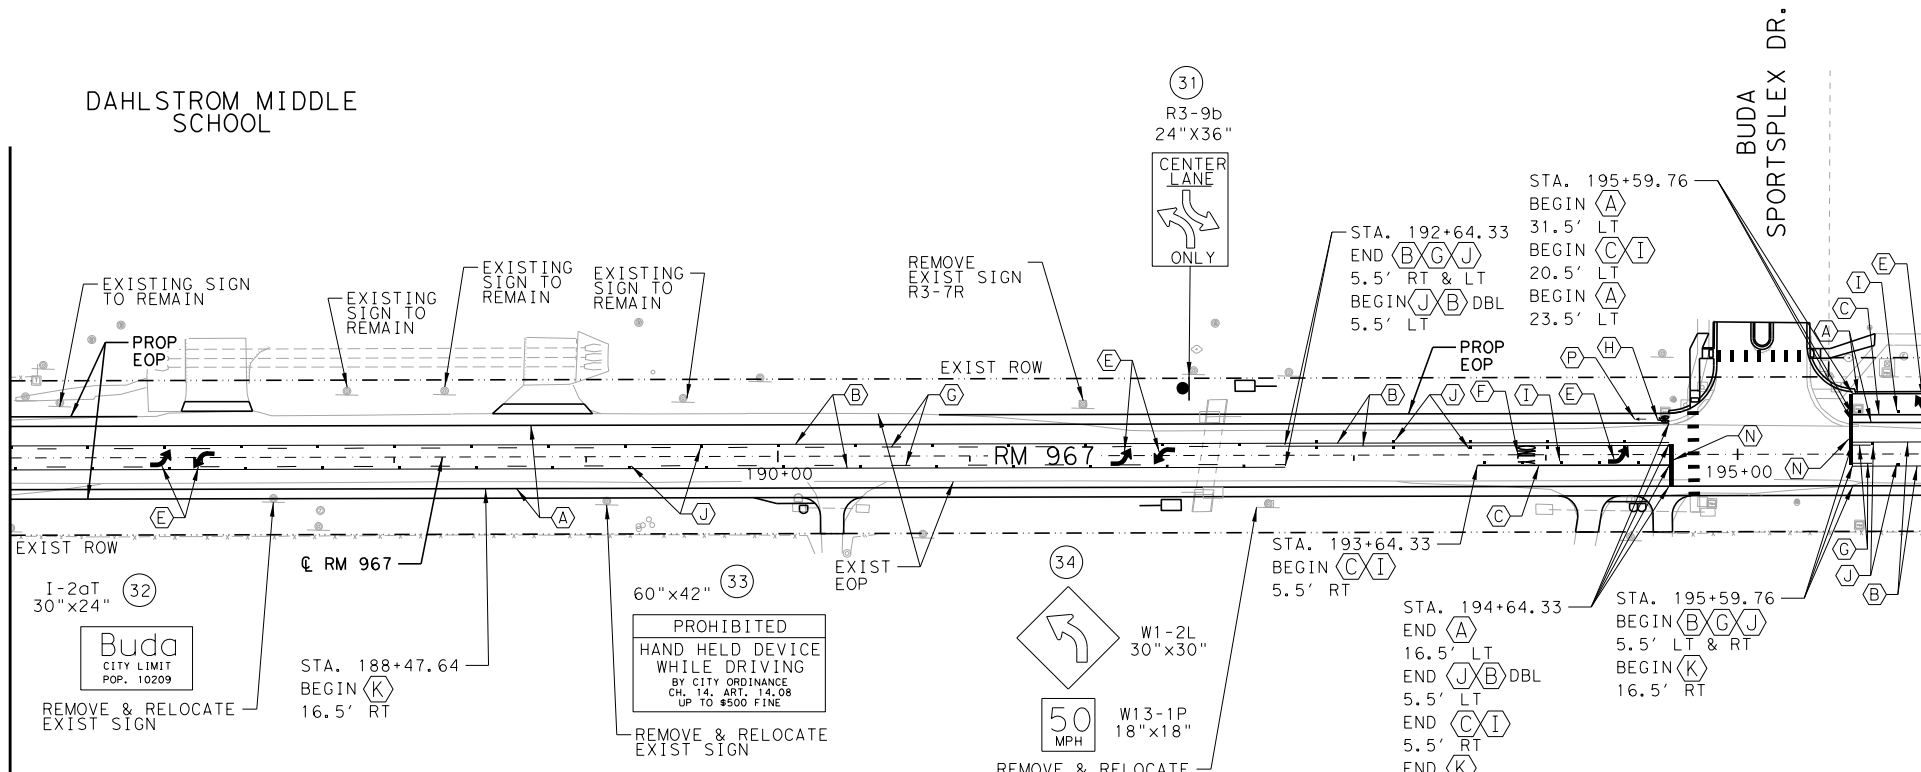 DAHLSTROM MIDDLE
SCHOOL
31
R3-9b
24"X36"
CENTER
LANE
ONLY
BUDA
SPORTSPLEX DR.
EXISTING SIGN
TO REMAIN
EXISTING
SIGN TO
REMAIN
EXISTING
SIGN TO
REMAIN
EXISTING
SIGN TO
REMAIN
REMOVE
EXIST SIGN
R3-7R
STA. 192+64.33
END B G J
5.5' RT & LT
BEGIN J B DBL
5.5' LT
STA. 195+59.76
BEGIN A
31.5' LT
BEGIN C I
20.5' LT
BEGIN A
23.5' LT
E
I
C
A
PROP
EOP
EXIST ROW
E
PROP
EOP
P
H
B
G
B
J
F
I
E
RM 967
190+00
N
195+00
N
E
A
J
C
EXIST ROW
℄ RM 967
EXIST
EOP
G
J
B
I-2aT
30"x24"
32
Buda
CITY LIMIT
POP. 10209
REMOVE & RELOCATE
EXIST SIGN
STA. 188+47.64
BEGIN K
16.5' RT
60"x42"
33
PROHIBITED
HAND HELD DEVICE
WHILE DRIVING
BY CITY ORDINANCE
CH. 14. ART. 14.08
UP TO $500 FINE
REMOVE & RELOCATE
EXIST SIGN
34
W1-2L
30"x30"
50
MPH
W13-1P
18"x18"
REMOVE & RELOCATE
STA. 193+64.33
BEGIN C I
5.5' RT
STA. 194+64.33
END A
16.5' LT
END J B DBL
5.5' LT
END C I
5.5' RT
END K
STA. 195+59.76
BEGIN B G J
5.5' LT & RT
BEGIN K
16.5' RT